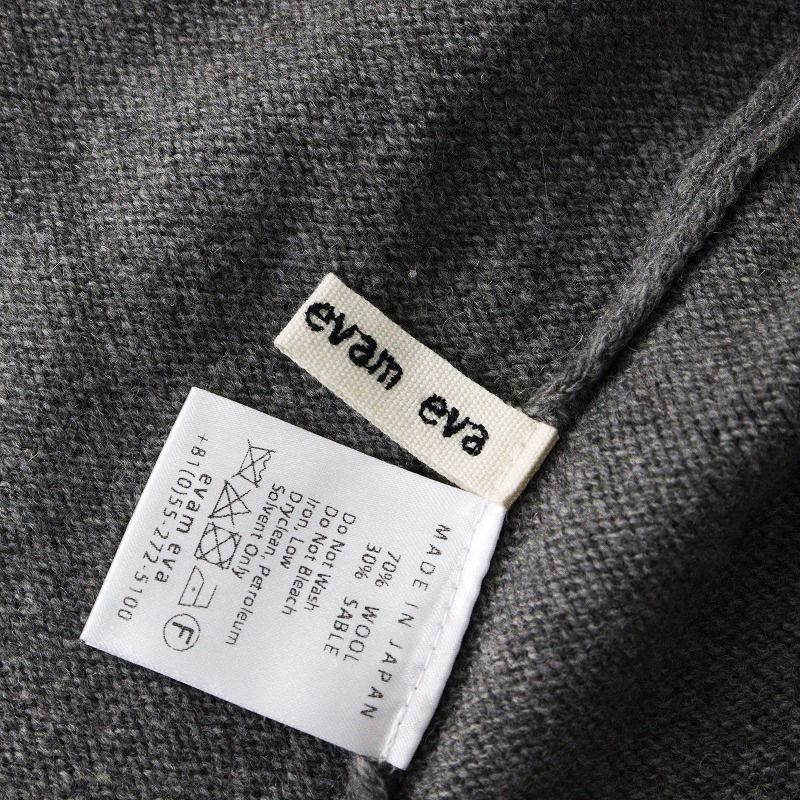 evam eva
MADE IN JAPAN
70% WOOL
30% SABLE
Do Not Wash
Do Not Bleach
Iron, Low
Dryclean, Petroleum
Solvent Only
F
evam eva
+81(0)55-272-5100